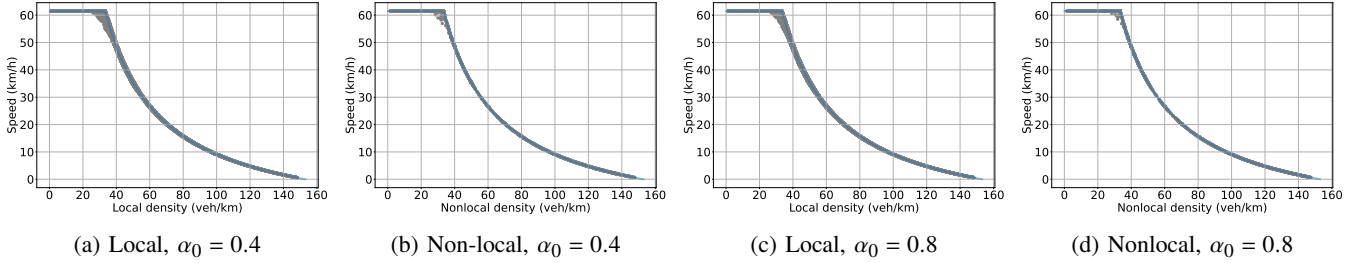 60
50
40
30
20
10
0
Speed (km/h)
0 20 40 60 80 100 120 140 160
Local density (veh/km)
(a) Local, α₀ = 0.4
60
50
40
30
20
10
0
Speed (km/h)
0 20 40 60 80 100 120 140 160
Nonlocal density (veh/km)
(b) Non-local, α₀ = 0.4
60
50
40
30
20
10
0
Speed (km/h)
0 20 40 60 80 100 120 140 160
Local density (veh/km)
(c) Local, α₀ = 0.8
60
50
40
30
20
10
0
Speed (km/h)
0 20 40 60 80 100 120 140 160
Nonlocal density (veh/km)
(d) Nonlocal, α₀ = 0.8